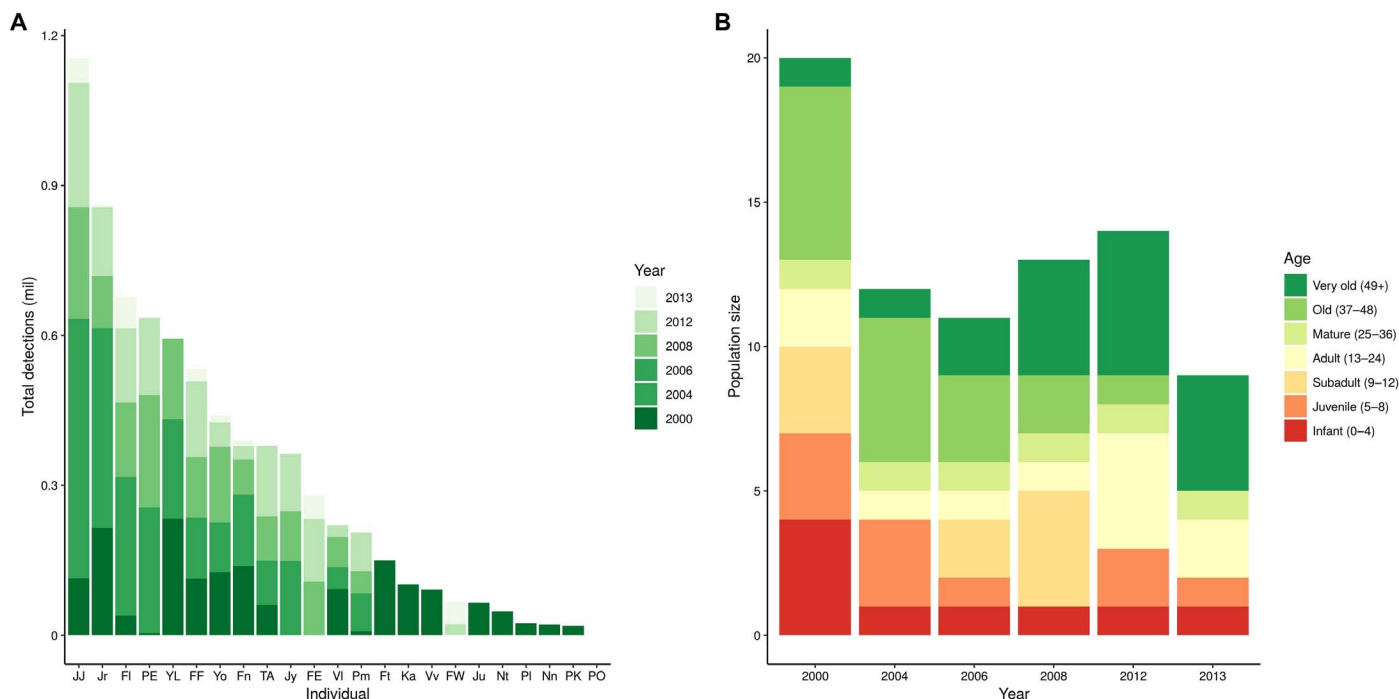 A
Total detections (mil)
1.2
0.9
0.6
0.3
0
JJ Jr Fl PE YL FF Yo Fn TA Jy FE Vl Pm Ft Ka Vv FW Ju Nt Pl Nn PK PO
Individual
Year
2013
2012
2008
2006
2004
2000
B
Population size
20
15
10
5
0
2000 2004 2006 2008 2012 2013
Year
Age
Very old (49+)
Old (37–48)
Mature (25–36)
Adult (13–24)
Subadult (9–12)
Juvenile (5–8)
Infant (0–4)